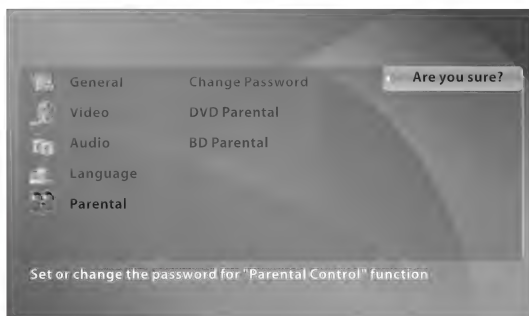 General Change Password Are you sure?
Video DVD Parental
Audio BD Parental
Language
Parental
Set or change the password for "Parental Control" function